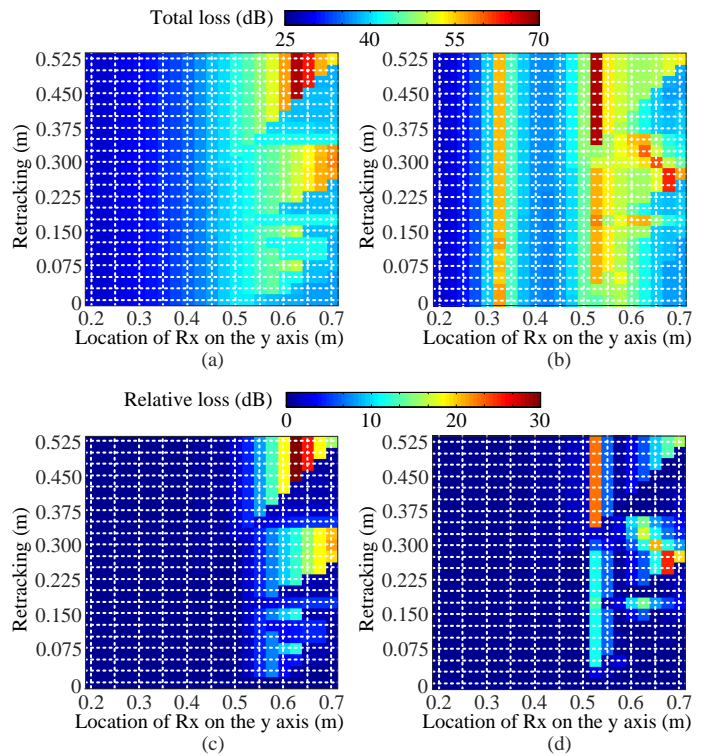 Total loss (dB)
25 40 55 70
Retracking (m)
0.525
0.450
0.375
0.300
0.225
0.150
0.075
0
0.2 0.3 0.4 0.5 0.6 0.7
Location of Rx on the y axis (m)
(a)
Retracking (m)
0.525
0.450
0.375
0.300
0.225
0.150
0.075
0
0.2 0.3 0.4 0.5 0.6 0.7
Location of Rx on the y axis (m)
(b)
Relative loss (dB)
0 10 20 30
Retracking (m)
0.525
0.450
0.375
0.300
0.225
0.150
0.075
0
0.2 0.3 0.4 0.5 0.6 0.7
Location of Rx on the y axis (m)
(c)
Retracking (m)
0.525
0.450
0.375
0.300
0.225
0.150
0.075
0
0.2 0.3 0.4 0.5 0.6 0.7
Location of Rx on the y axis (m)
(d)